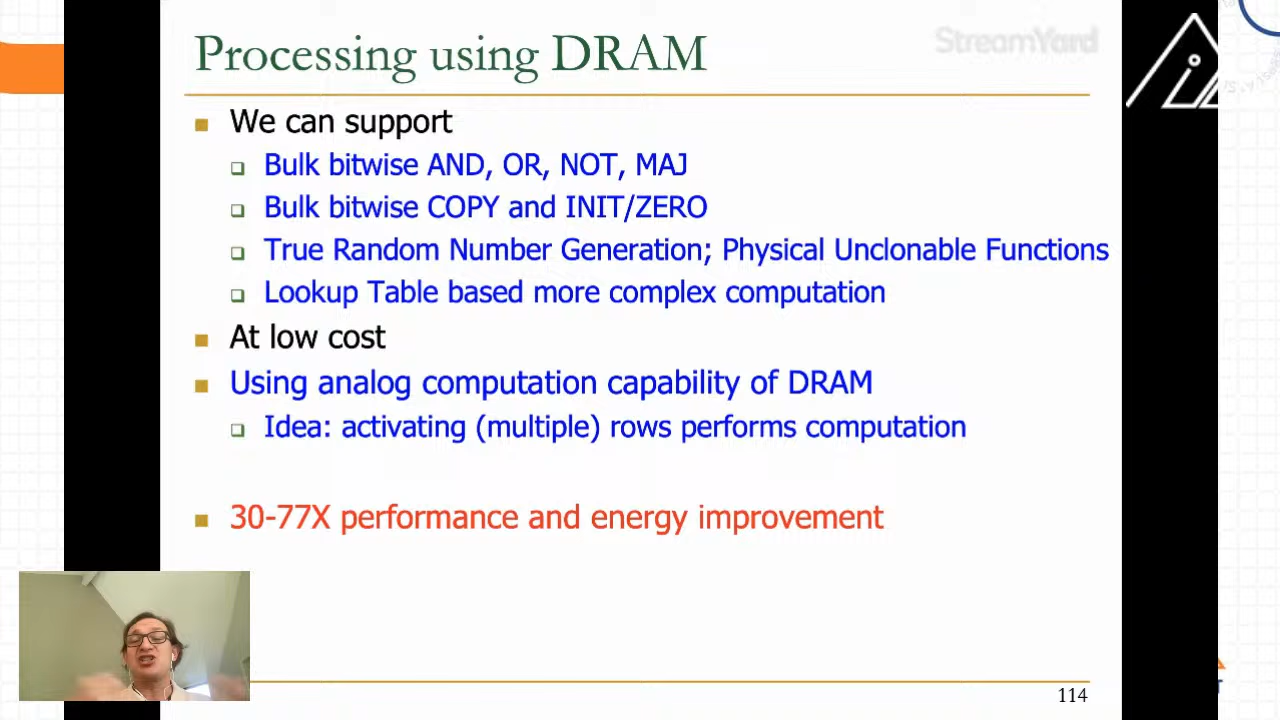 Processing using DRAM
StreamYard
We can support
Bulk bitwise AND, OR, NOT, MAJ
Bulk bitwise COPY and INIT/ZERO
True Random Number Generation; Physical Unclonable Functions
Lookup Table based more complex computation
At low cost
Using analog computation capability of DRAM
Idea: activating (multiple) rows performs computation
30-77X performance and energy improvement
114